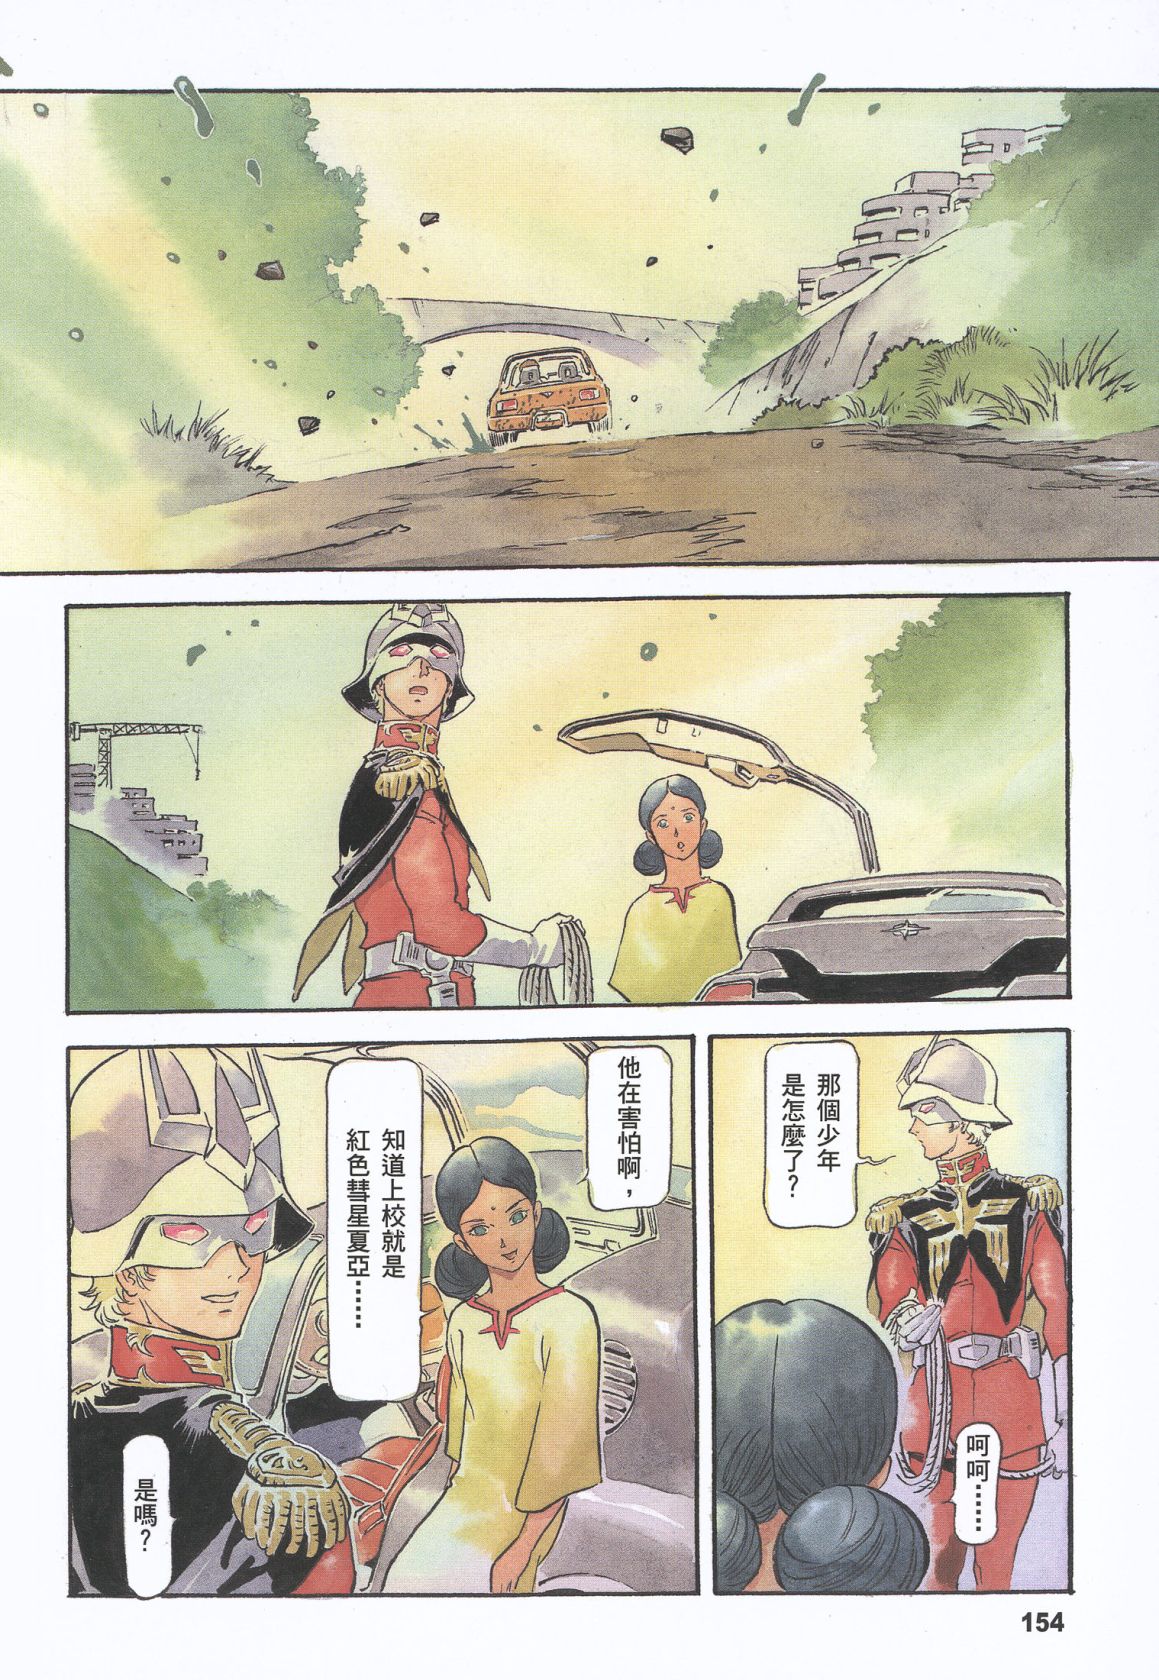 那個少年
是怎麼了？
呵呵……
他在害怕啊，
知道上校就是
紅色彗星夏亞……
是嗎？
154